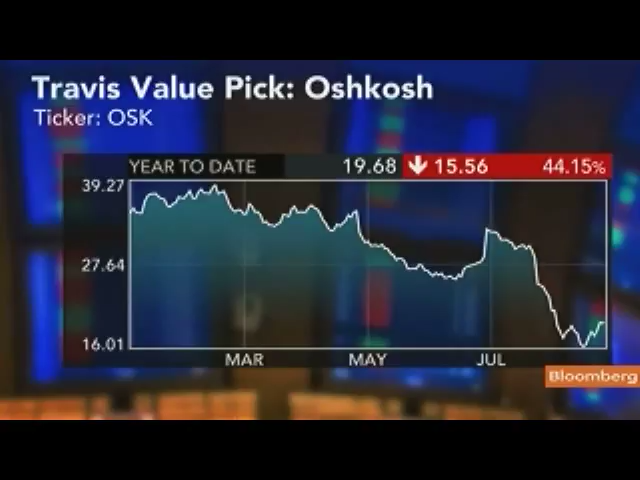 Travis Value Pick: Oshkosh
Ticker: OSK
YEAR TO DATE 19.68 15.56 44.15%
39.27
27.64
16.01
MAR MAY JUL
Bloomberg